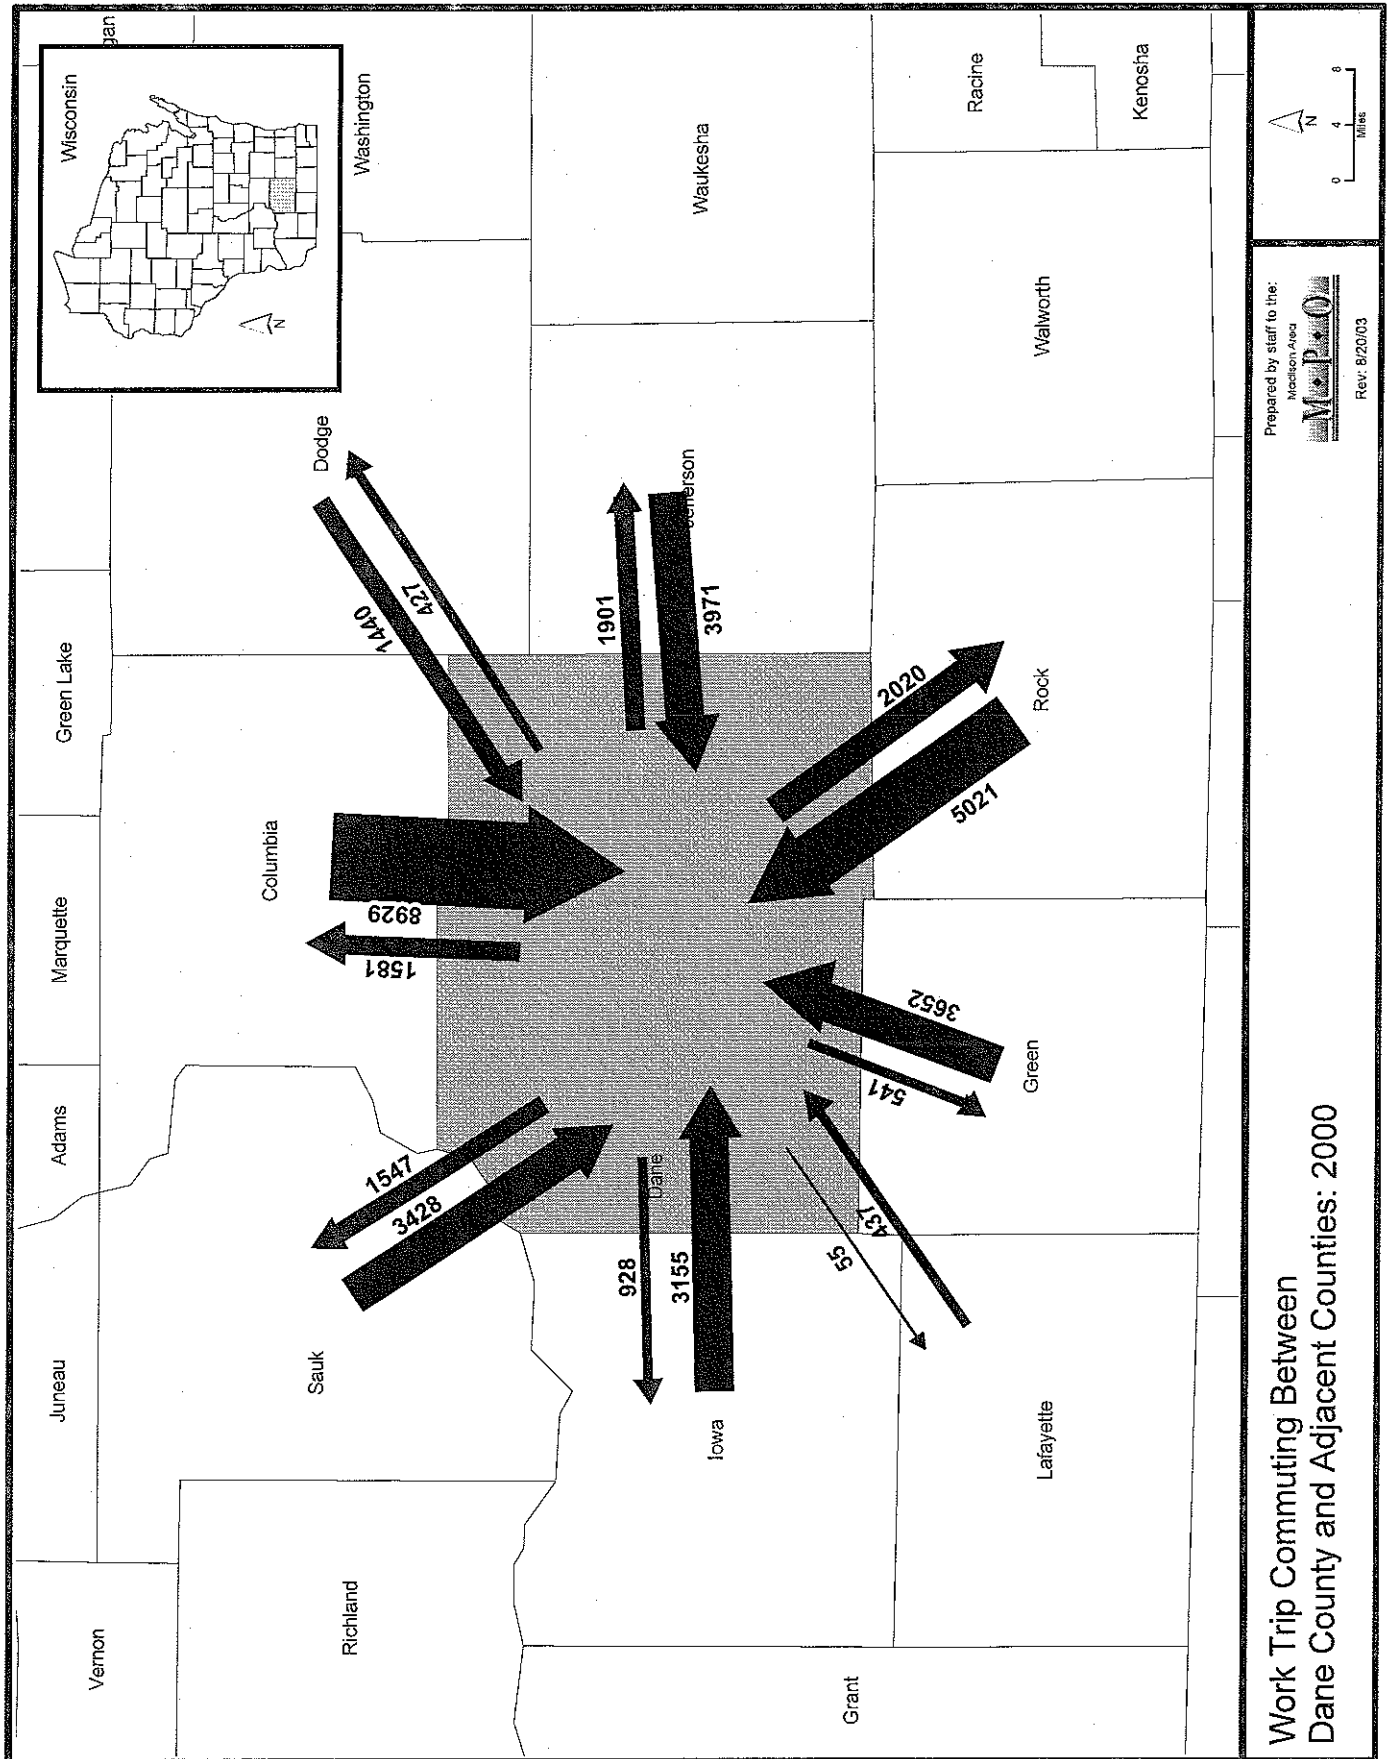 Vernon
Juneau
Adams
Marquette
Green Lake
gan
Wisconsin
N
Richland
Sauk
Columbia
Dodge
Washington
1547
3428
1581
8929
1440
427
Grant
Iowa
928
3155
Dane
1901
3971
Jefferson
Waukesha
Lafayette
55
437
541
3652
Green
5021
2020
Rock
Walworth
Racine
Kenosha
Work Trip Commuting Between
Dane County and Adjacent Counties: 2000
Prepared by staff to the:
Madison Area
M•P•O
Rev: 8/20/03
N
0 4 8
Miles